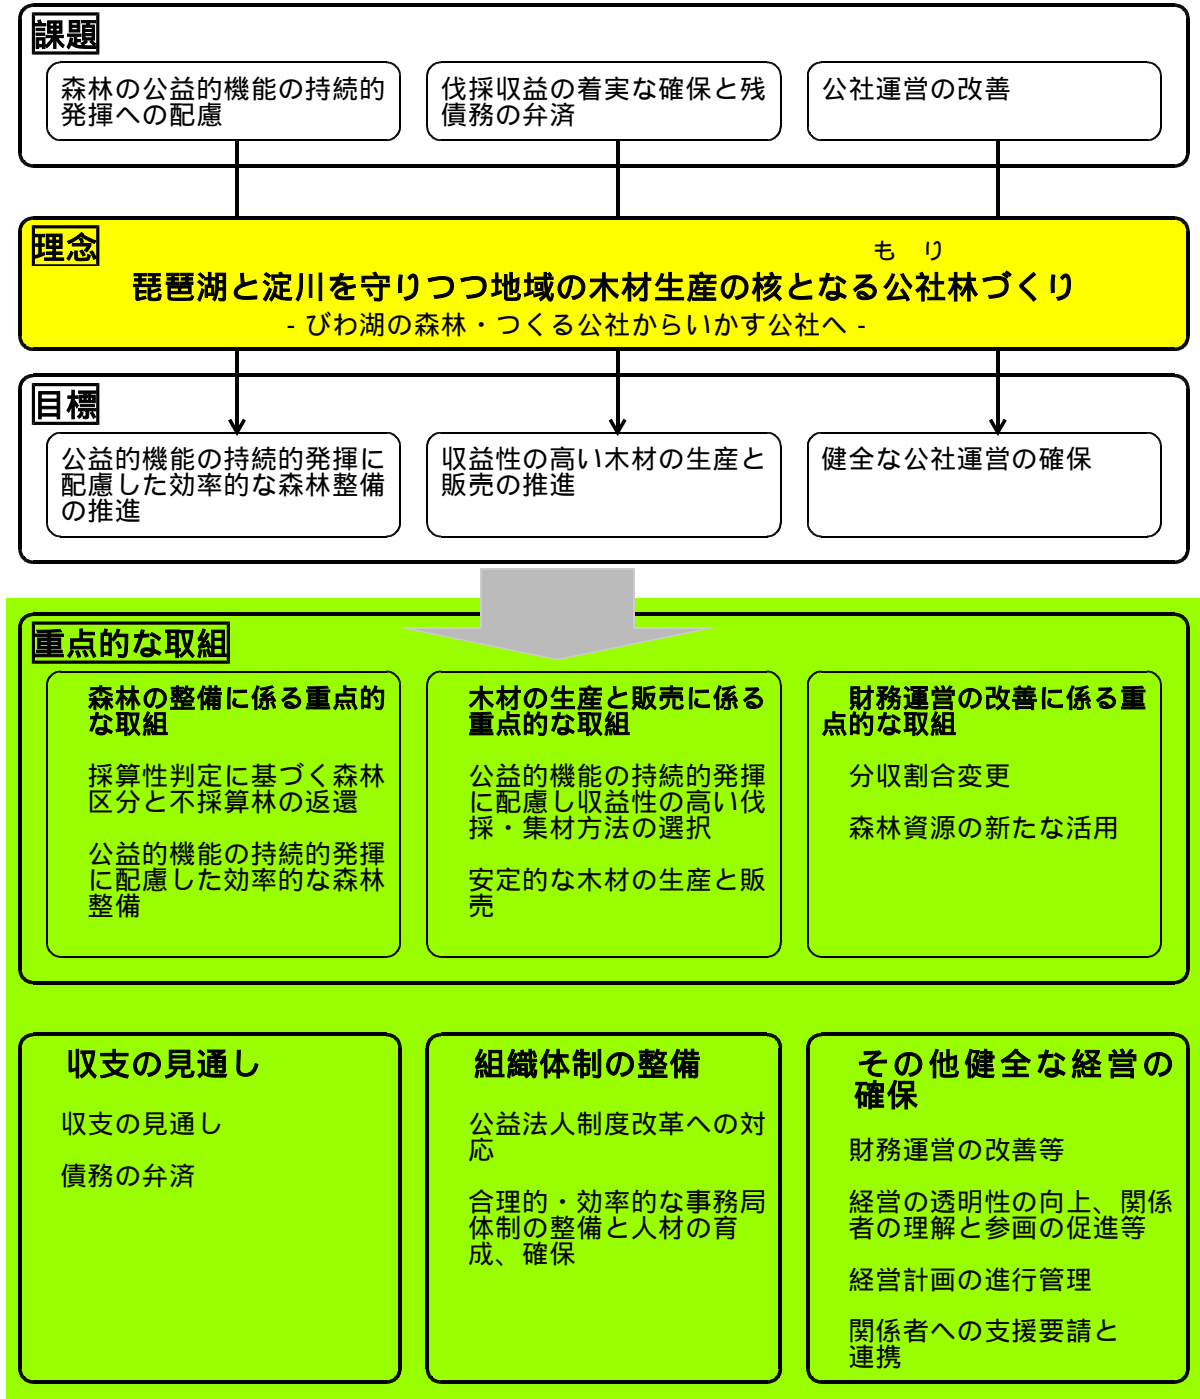 課題
森林の公益的機能の持続的
発揮への配慮
伐採収益の着実な確保と残
債務の弁済
公社運営の改善
理念
もり
琵琶湖と淀川を守りつつ地域の木材生産の核となる公社林づくり
- びわ湖の森林・つくる公社からいかす公社へ -
目標
公益的機能の持続的発揮に
配慮した効率的な森林整備
の推進
収益性の高い木材の生産と
販売の推進
健全な公社運営の確保
重点的な取組
森林の整備に係る重点的
な取組
採算性判定に基づく森林
区分と不採算林の返還
公益的機能の持続的発揮
に配慮した効率的な森林
整備
木材の生産と販売に係る
重点的な取組
公益的機能の持続的発揮
に配慮し収益性の高い伐
採・集材方法の選択
安定的な木材の生産と販
売
財務運営の改善に係る重
点的な取組
分収割合変更
森林資源の新たな活用
収支の見通し
収支の見通し
債務の弁済
組織体制の整備
公益法人制度改革への対
応
合理的・効率的な事務局
体制の整備と人材の育
成、確保
その他健全な経営の
確保
財務運営の改善等
経営の透明性の向上、関係
者の理解と参画の促進等
経営計画の進行管理
関係者への支援要請と
連携